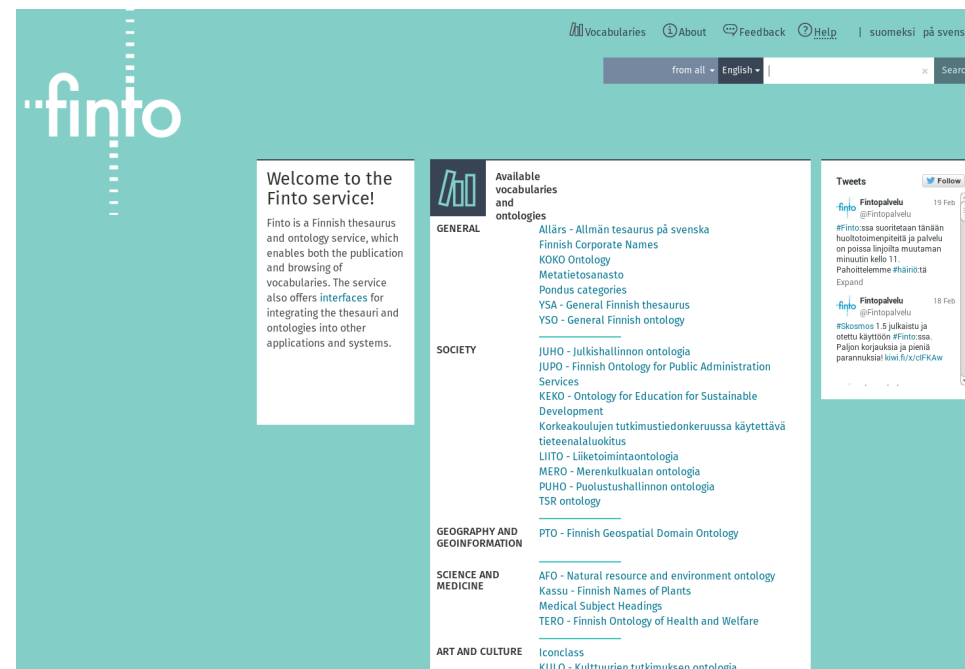 Vocabularies About Feedback Help | suomeksi på svens
from all English × Searc
finto
Welcome to the
Finto service!
Finto is a Finnish thesaurus
and ontology service, which
enables both the publication
and browsing of
vocabularies. The service
also offers interfaces for
integrating the thesauri and
ontologies into other
applications and systems.
Available
vocabularies
and
ontologies
GENERAL
Allärs - Allmän tesaurus på svenska
Finnish Corporate Names
KOKO Ontology
Metatietosanasto
Pondus categories
YSA - General Finnish thesaurus
YSO - General Finnish ontology
SOCIETY
JUHO - Julkishallinnon ontologia
JUPO - Finnish Ontology for Public Administration
Services
KEKO - Ontology for Education for Sustainable
Development
Korkeakoulujen tutkimustiedonkeruussa käytettävä
tieteenalaluokitus
LIITO - Liiketoimintaontologia
MERO - Merenkulkualan ontologia
PUHO - Puolustushallinnon ontologia
TSR ontology
GEOGRAPHY AND
GEOINFORMATION
PTO - Finnish Geospatial Domain Ontology
SCIENCE AND
MEDICINE
AFO - Natural resource and environment ontology
Kassu - Finnish Names of Plants
Medical Subject Headings
TERO - Finnish Ontology of Health and Welfare
ART AND CULTURE
Iconclass
KULO - Kulttuurien tutkimuksen ontologia
Tweets Follow
finto Fintopalvelu 19 Feb
@Fintopalvelu
#Finto:ssa suoritetaan tänään
huoltotoimenpiteitä ja palvelu
on poissa linjoilta muutaman
minuutin kello 11.
Pahoittelemme #häiriö:tä
Expand
finto Fintopalvelu 18 Feb
@Fintopalvelu
#Skosmos 1.5 julkaistu ja
otettu käyttöön #Finto:ssa.
Paljon korjauksia ja pieniä
parannuksia! kiwi.fi/x/cIFKAw